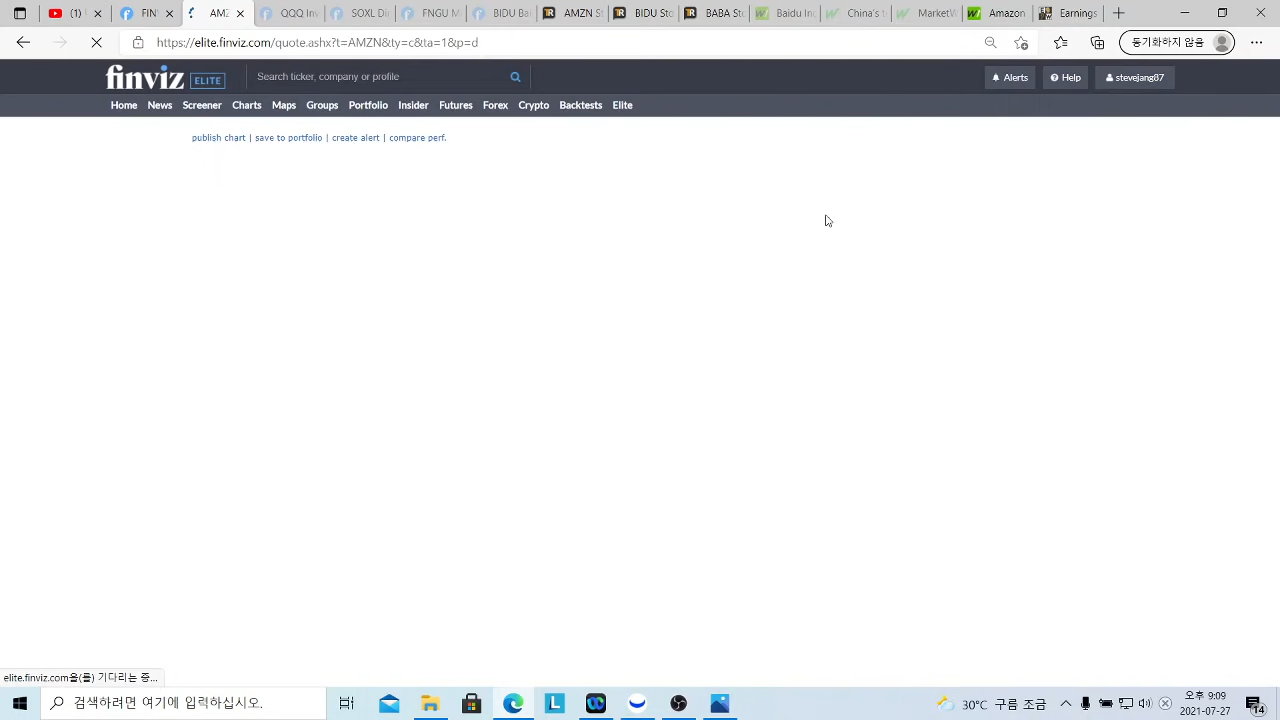 (1) FIN AMZ QQQ Inv SOXL Dir FNGU M BIDU Bai AMZN St BIDU Sto BABA Sto Baidu Inc China's t MarketW Amazon Earnings
https://elite.finviz.com/quote.ashx?t=AMZN&ty=c&ta=1&p=d 동기화하지 않음
finviz ELITE Search ticker, company or profile Alerts Help stevejang87
Home News Screener Charts Maps Groups Portfolio Insider Futures Forex Crypto Backtests Elite
publish chart | save to portfolio | create alert | compare perf.
elite.finviz.com을(를) 기다리는 중...
검색하려면 여기에 입력하십시오. L 30°C 구름 조금 오후 9:09
2021-07-27 14